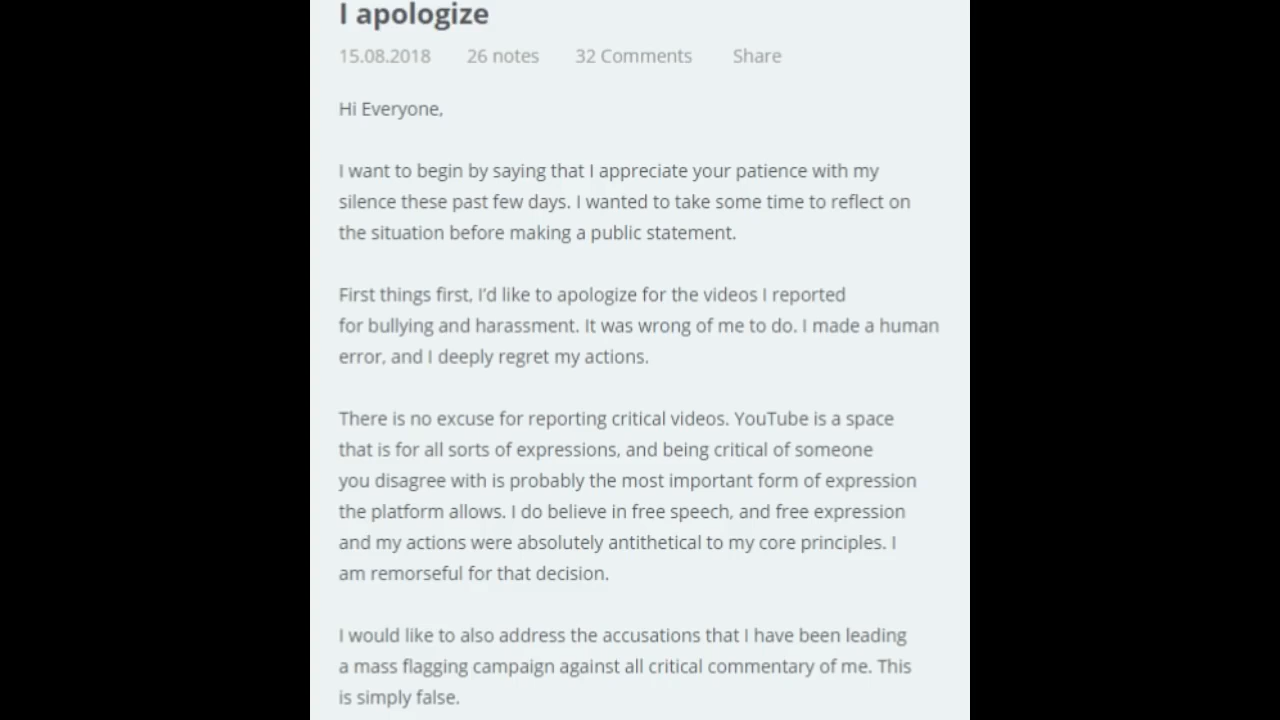 I apologize
15.08.2018 26 notes 32 Comments Share
Hi Everyone,
I want to begin by saying that I appreciate your patience with my
silence these past few days. I wanted to take some time to reflect on
the situation before making a public statement.
First things first, I’d like to apologize for the videos I reported
for bullying and harassment. It was wrong of me to do. I made a human
error, and I deeply regret my actions.
There is no excuse for reporting critical videos. YouTube is a space
that is for all sorts of expressions, and being critical of someone
you disagree with is probably the most important form of expression
the platform allows. I do believe in free speech, and free expression
and my actions were absolutely antithetical to my core principles. I
am remorseful for that decision.
I would like to also address the accusations that I have been leading
a mass flagging campaign against all critical commentary of me. This
is simply false.